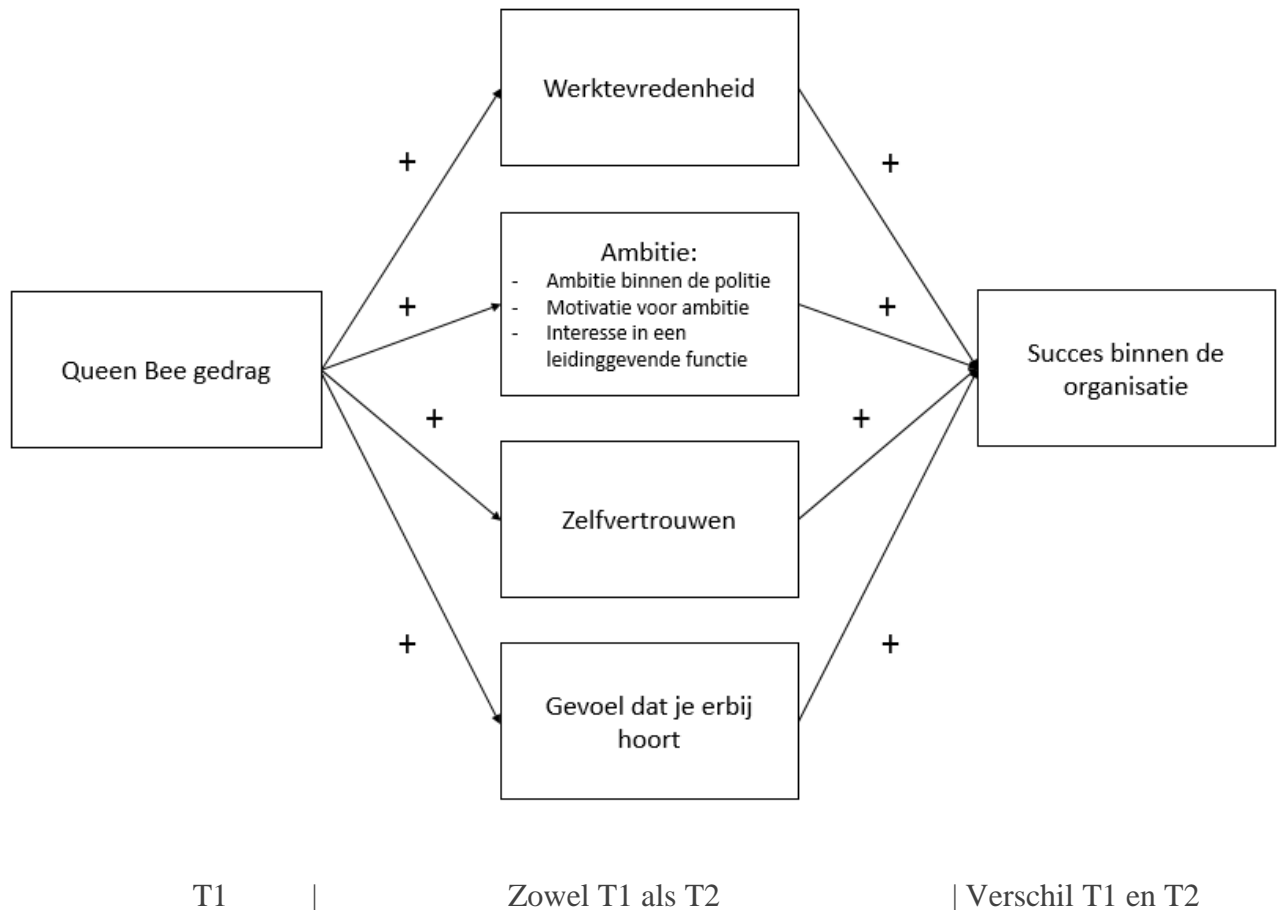 Werktevredenheid
+
+
Ambitie:
- Ambitie binnen de politie
- Motivatie voor ambitie
- Interesse in een
leidinggevende functie
+
+
Queen Bee gedrag
Succes binnen de
organisatie
+
+
Zelfvertrouwen
+
+
Gevoel dat je erbij
hoort
T1 | Zowel T1 als T2 | Verschil T1 en T2